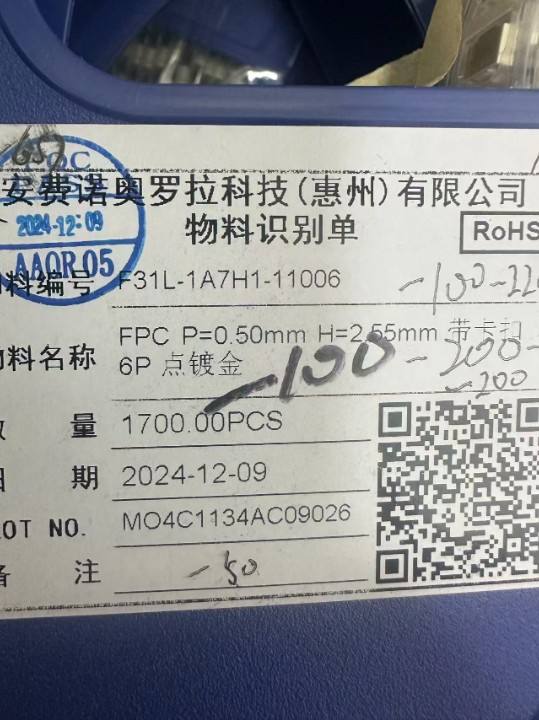 安费诺奥罗拉科技(惠州)有限公司
2024-12-09
物料识别单
RoHS
AAQR 05
物料编号 F31L-1A7H1-11006
-100-220
物料名称 FPC P=0.50mm H=2.55mm 带卡扣
6P 点镀金
-100-200-
-200
数 量 1700.00PCS
日 期 2024-12-09
LOT NO. MO4C1134AC09026
备 注 -50